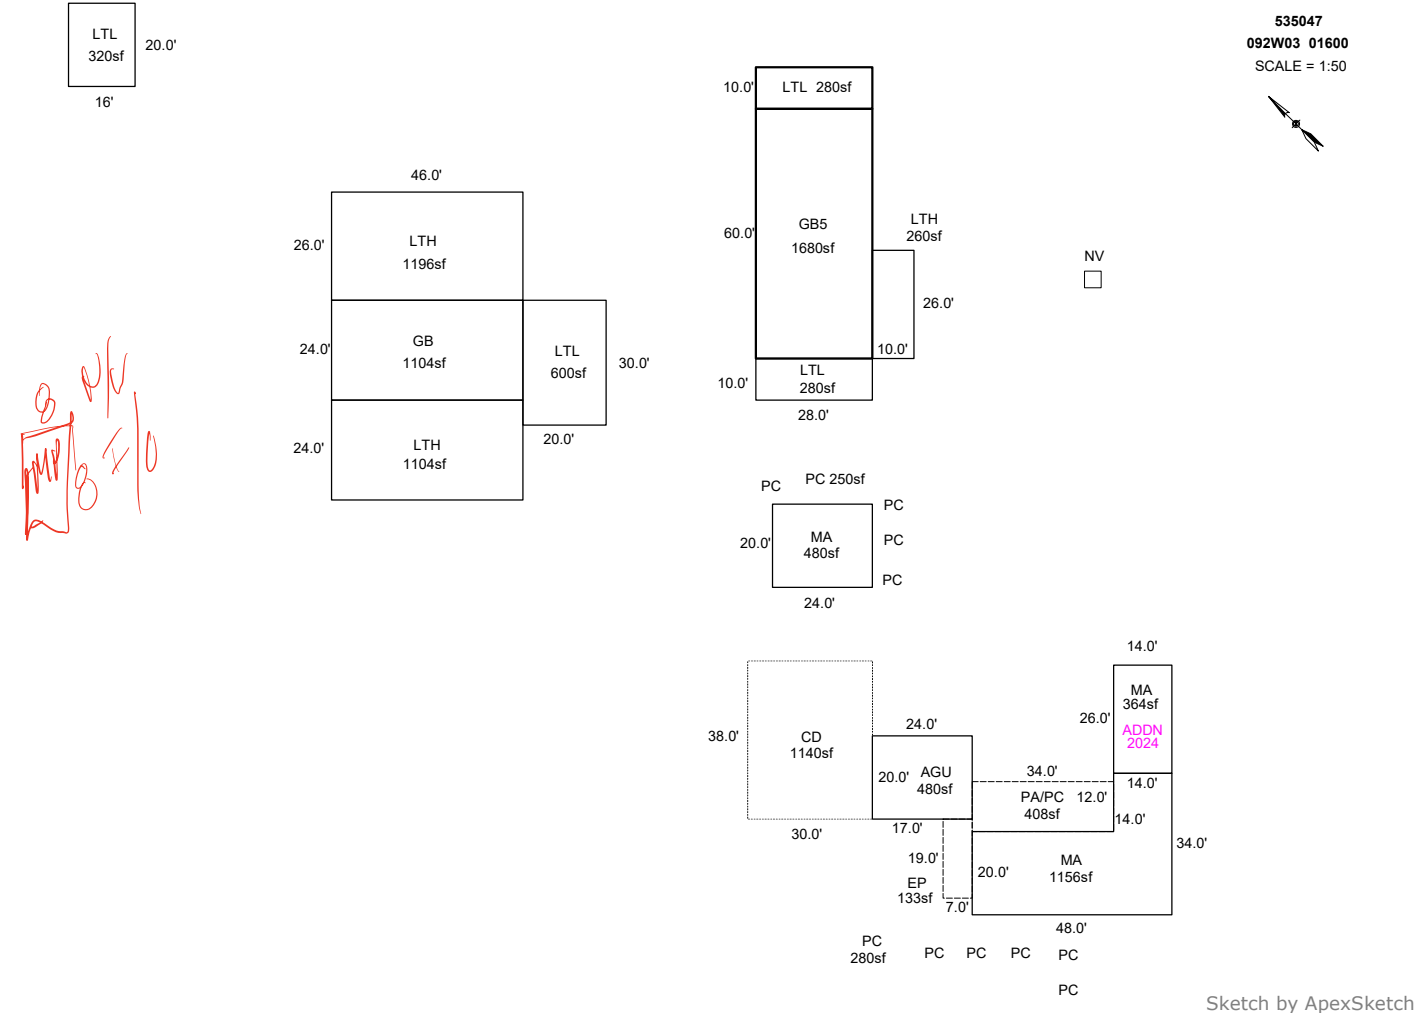 535047
092W03 01600
SCALE = 1:50
LTL
320sf
20.0'
16'
10.0'
LTL 280sf
60.0'
GB5
1680sf
LTH
260sf
26.0'
10.0'
10.0'
LTL
280sf
28.0'
NV
46.0'
26.0'
LTH
1196sf
24.0'
GB
1104sf
LTL
600sf
30.0'
20.0'
24.0'
LTH
1104sf
8
N/V
MP
8
PC
PC 250sf
PC
20.0'
MA
480sf
PC
PC
24.0'
14.0'
MA
364sf
26.0'
ADDN
2024
14.0'
38.0'
CD
1140sf
30.0'
24.0'
20.0'
AGU
480sf
17.0'
34.0'
PA/PC
408sf
12.0'
14.0'
34.0'
19.0'
EP
133sf
7.0'
20.0'
MA
1156sf
48.0'
PC
280sf
PC
PC
PC
PC
PC
Sketch by ApexSketch